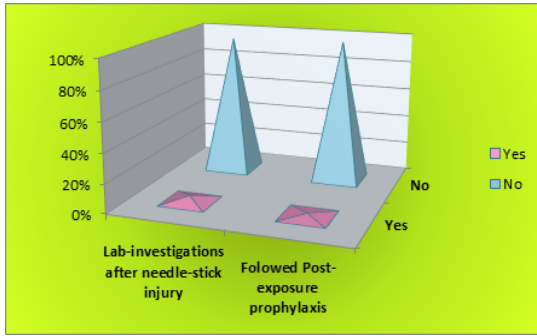 100%
80%
60%
40%
20%
0%
Lab-investigations
after needle-stick
injury
Folowed Post-
exposure
prophylaxis
No
Yes
Yes
No